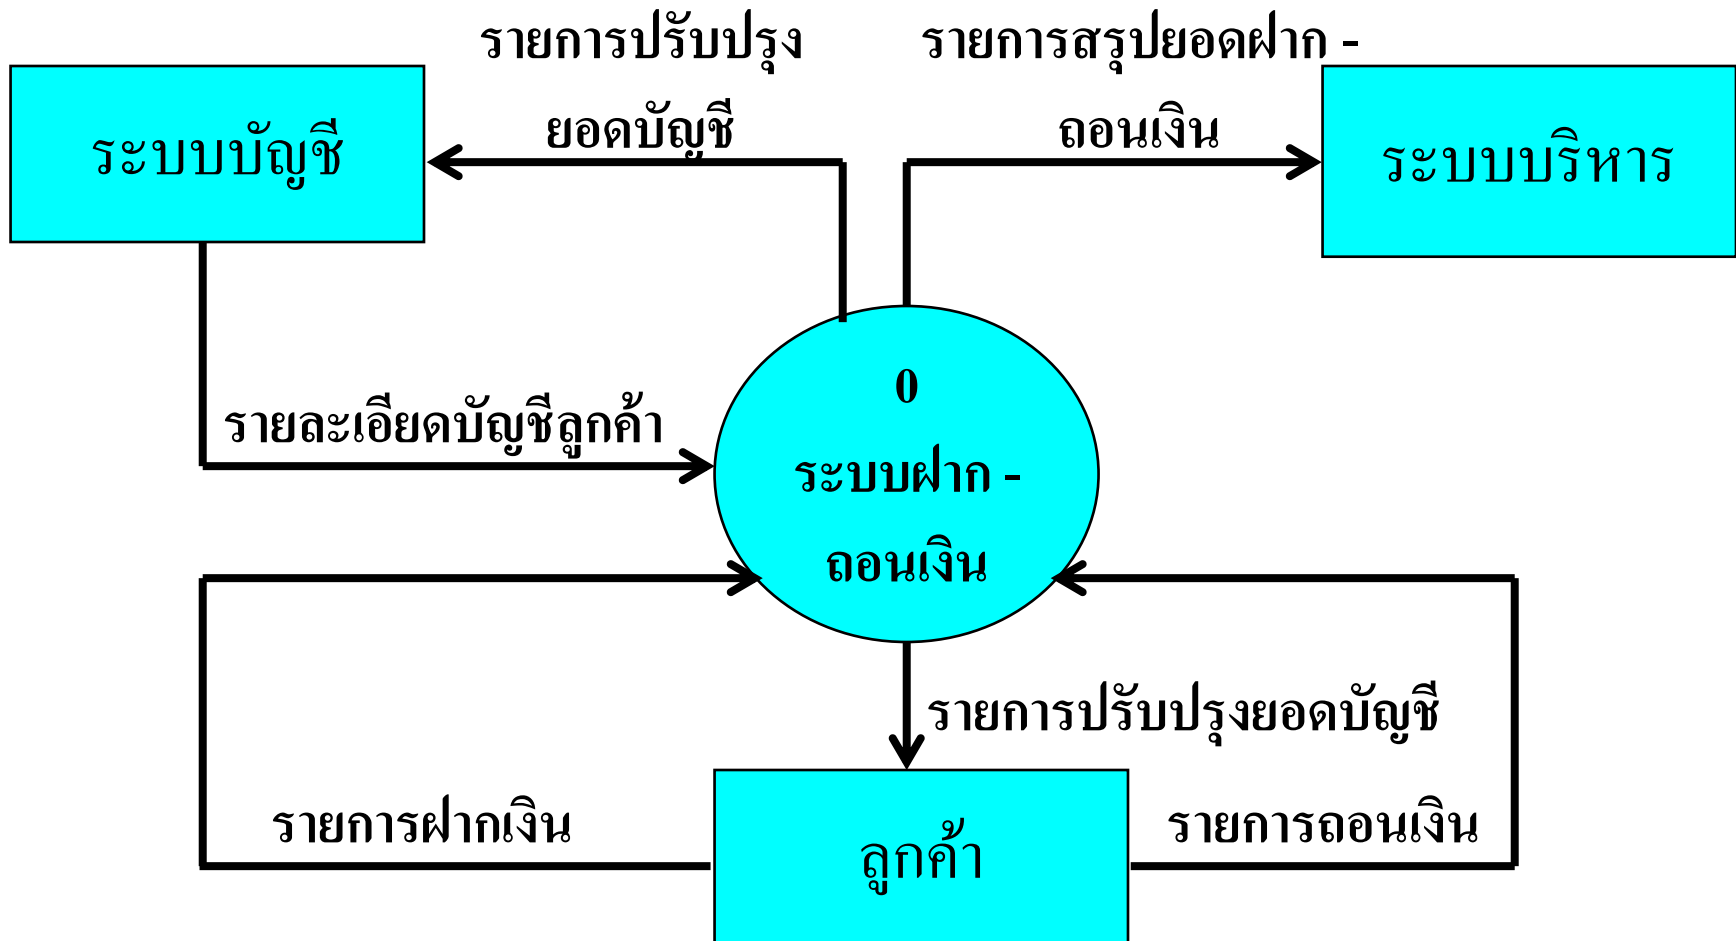 รายการปรับปรุง
ยอดบัญชี
รายการสรุปยอดฝาก -
ถอนเงิน
ระบบบัญชี
ระบบบริหาร
0
ระบบฝาก -
ถอนเงิน
รายละเอียดบัญชีลูกค้า
รายการปรับปรุงยอดบัญชี
รายการฝากเงิน
ลูกค้า
รายการถอนเงิน